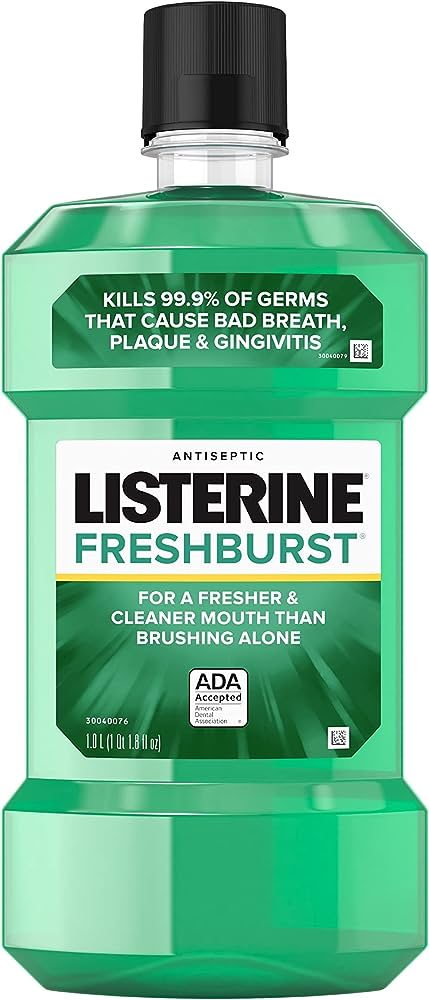 KILLS 99.9% OF GERMS
THAT CAUSE BAD BREATH,
PLAQUE & GINGIVITIS
30040079
ANTISEPTIC
LISTERINE®
FRESHBURST®
FOR A FRESHER &
CLEANER MOUTH THAN
BRUSHING ALONE
ADA
Accepted
American
Dental
Association ®
30040076
1.0 L (1 Qt 1.8 fl oz)